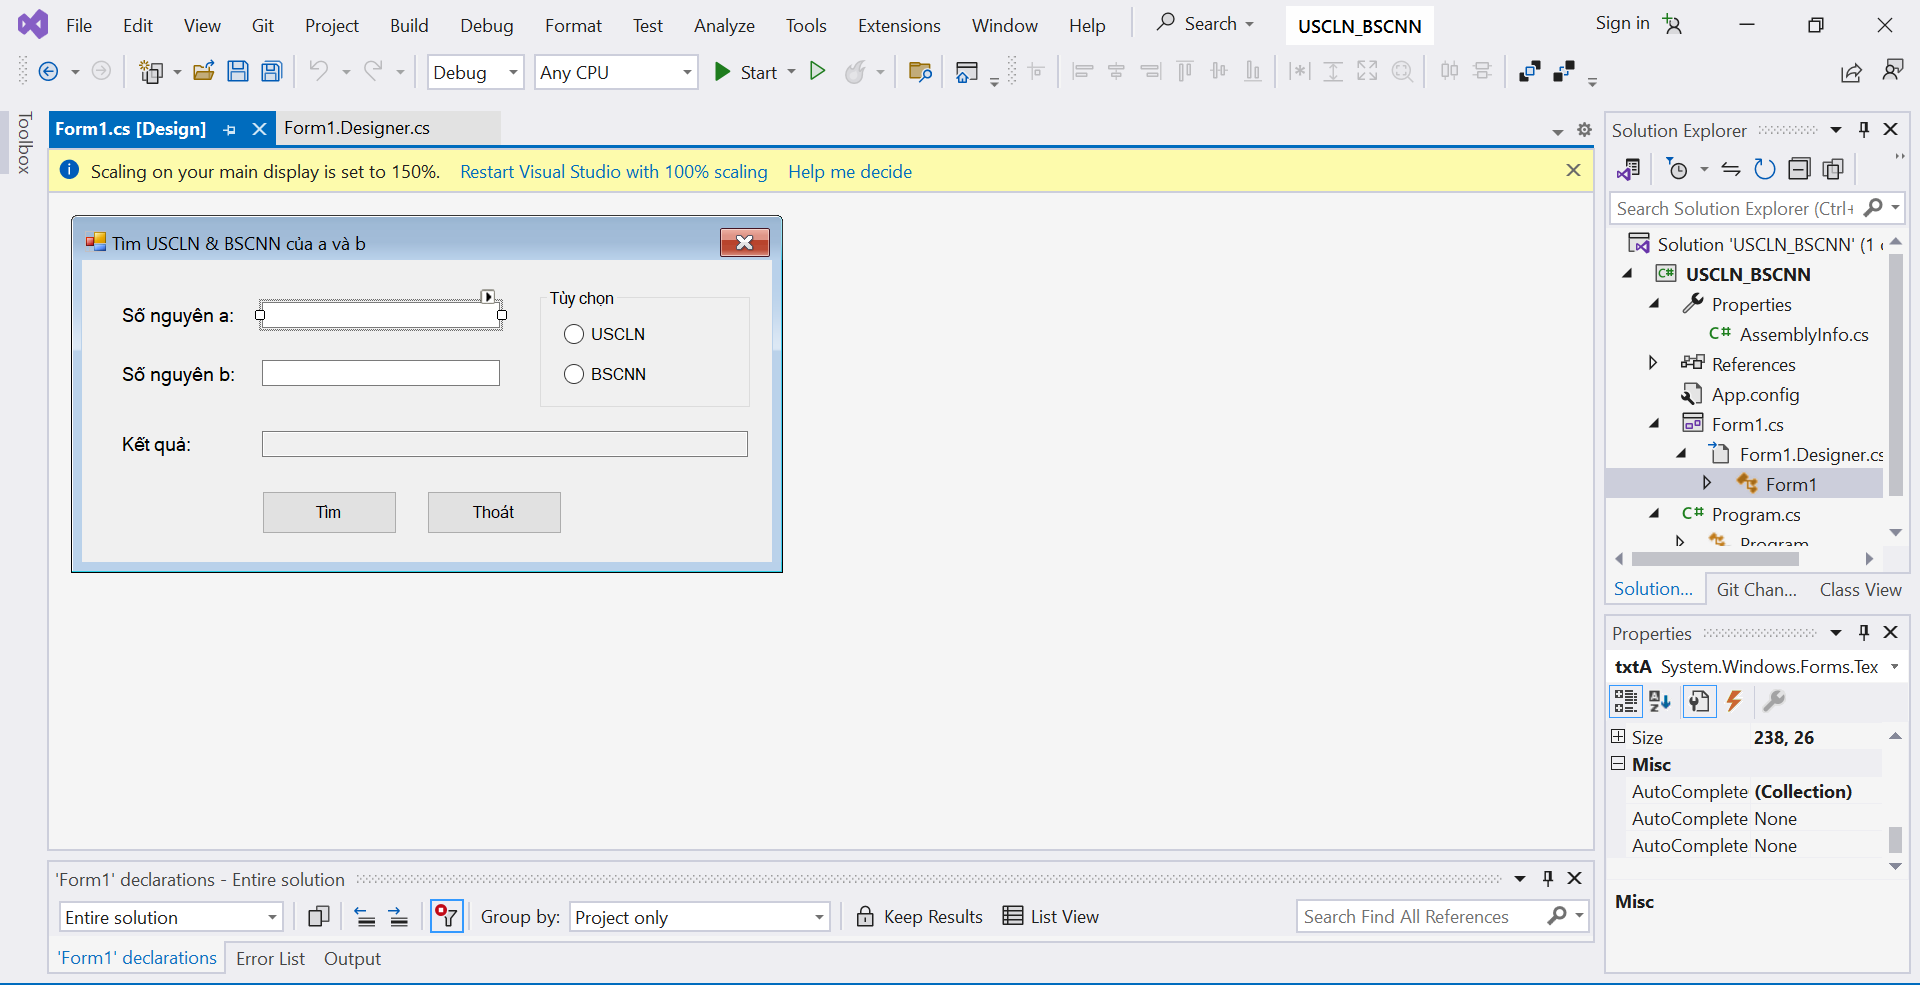 File Edit View Git Project Build Debug Format Test Analyze Tools Extensions Window Help Search USCLN_BSCNN Sign in
Debug Any CPU Start
Toolbox
Form1.cs [Design] Form1.Designer.cs
Scaling on your main display is set to 150%. Restart Visual Studio with 100% scaling Help me decide
Tìm USCLN & BSCNN của a và b
Số nguyên a:
Số nguyên b:
Kết quả:
Tùy chọn
USCLN
BSCNN
Tìm Thoát
Solution Explorer
Search Solution Explorer (Ctrl+
Solution 'USCLN_BSCNN' (1
C# USCLN_BSCNN
Properties
C# AssemblyInfo.cs
References
App.config
Form1.cs
Form1.Designer.cs
Form1
C# Program.cs
Program
Solution... Git Chan... Class View
Properties
txtA System.Windows.Forms.Tex
Size 238, 26
Misc
AutoComplete (Collection)
AutoComplete None
AutoComplete None
Misc
'Form1' declarations - Entire solution
Entire solution Group by: Project only Keep Results List View Search Find All References
'Form1' declarations Error List Output